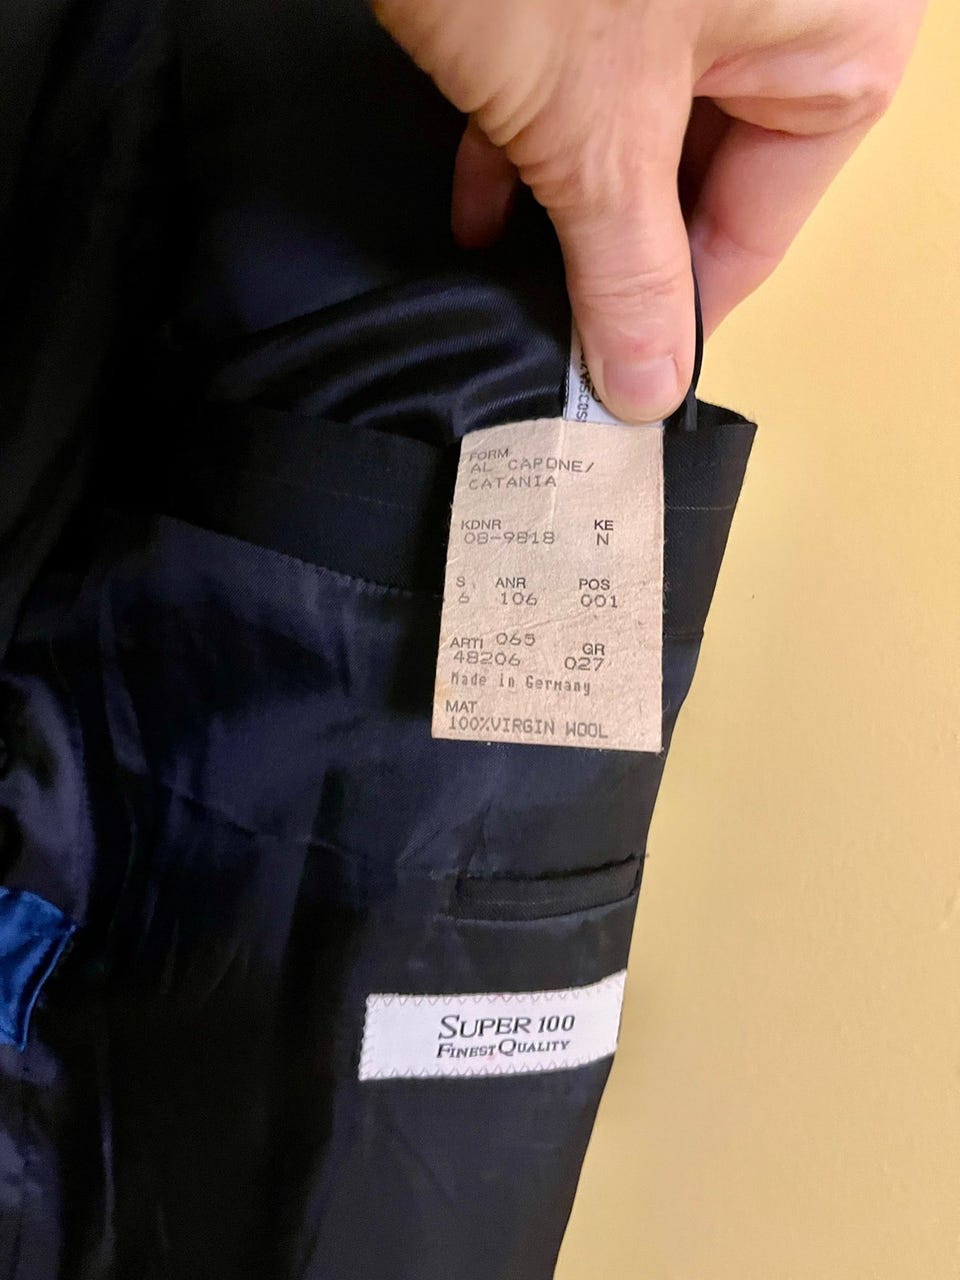 FORM
AL CAPONE/
CATANIA
KDNR KE
08-9818 N
S ANR POS
6 106 001
ARTI 065 GR
48206 027
Made in Germany
MAT
100%VIRGIN WOOL
SUPER 100
FINEST QUALITY